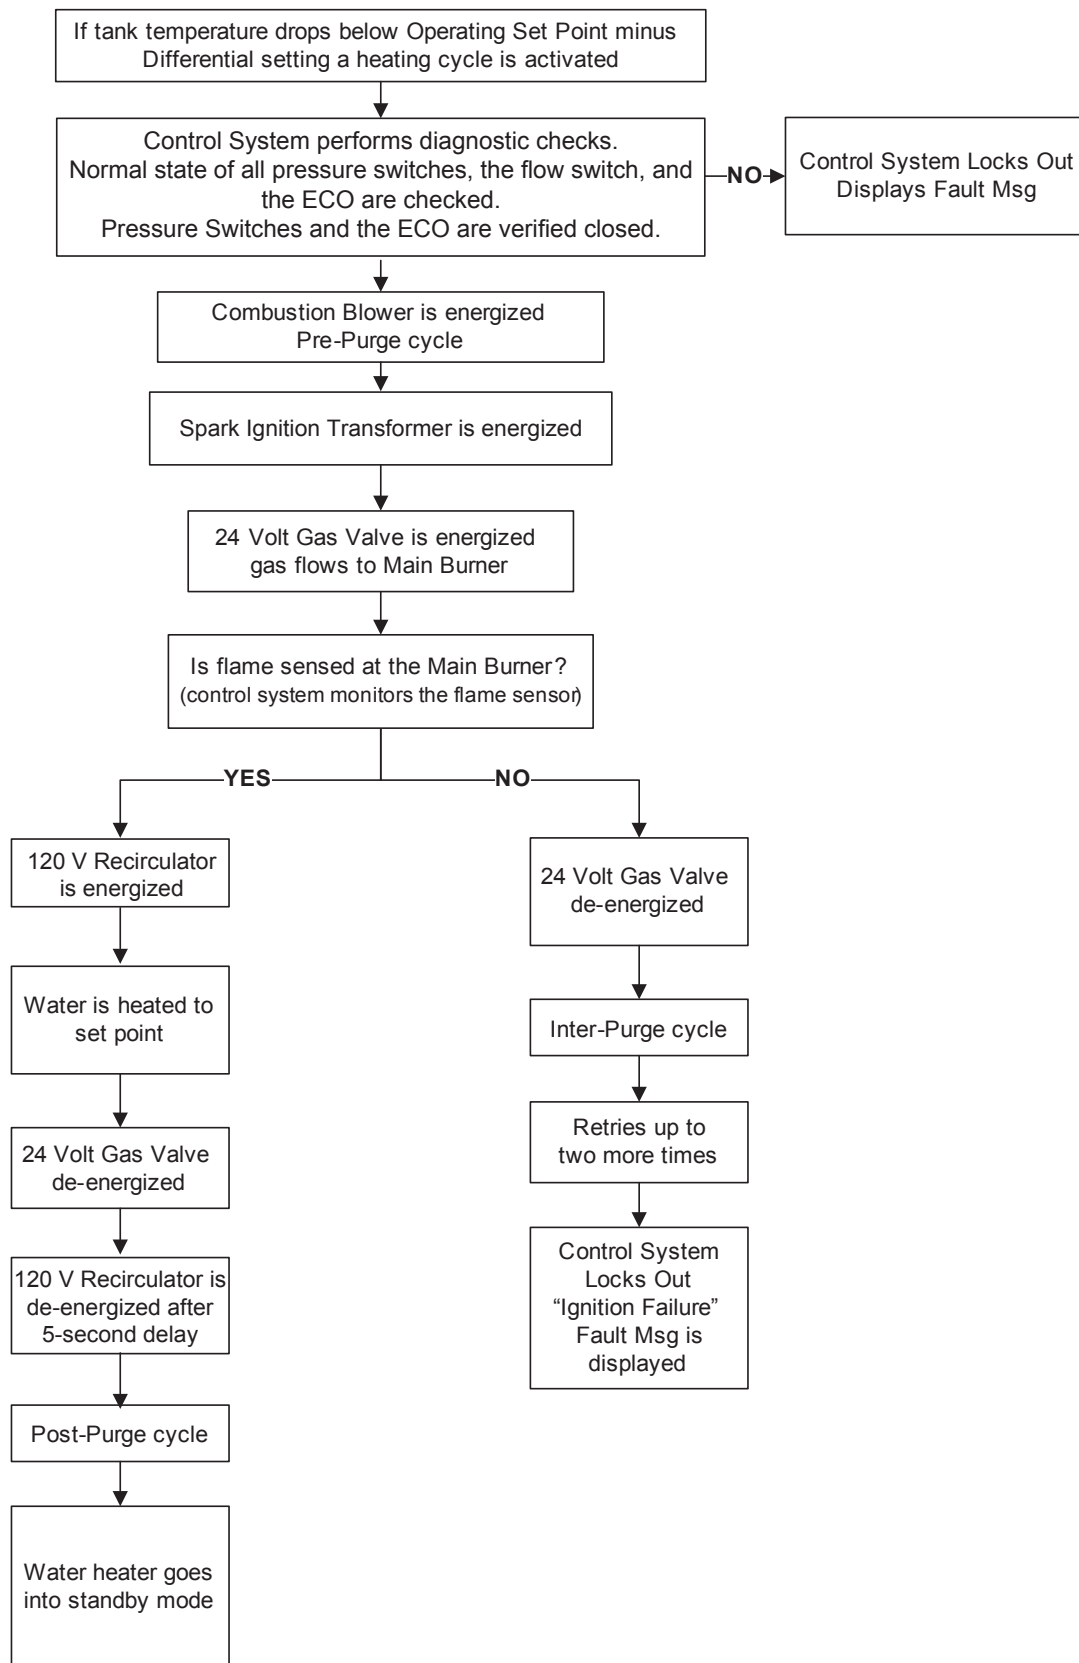 If tank temperature drops below Operating Set Point minus
Differential setting a heating cycle is activated
Control System performs diagnostic checks.
Normal state of all pressure switches, the flow switch, and
the ECO are checked.
Pressure Switches and the ECO are verified closed.
NO
Control System Locks Out
Displays Fault Msg
Combustion Blower is energized
Pre-Purge cycle
Spark Ignition Transformer is energized
24 Volt Gas Valve is energized
gas flows to Main Burner
Is flame sensed at the Main Burner?
(control system monitors the flame sensor)
YES
NO
120 V Recirculator
is energized
Water is heated to
set point
24 Volt Gas Valve
de-energized
120 V Recirculator is
de-energized after
5-second delay
Post-Purge cycle
Water heater goes
into standby mode
24 Volt Gas Valve
de-energized
Inter-Purge cycle
Retries up to
two more times
Control System
Locks Out
“Ignition Failure”
Fault Msg is
displayed